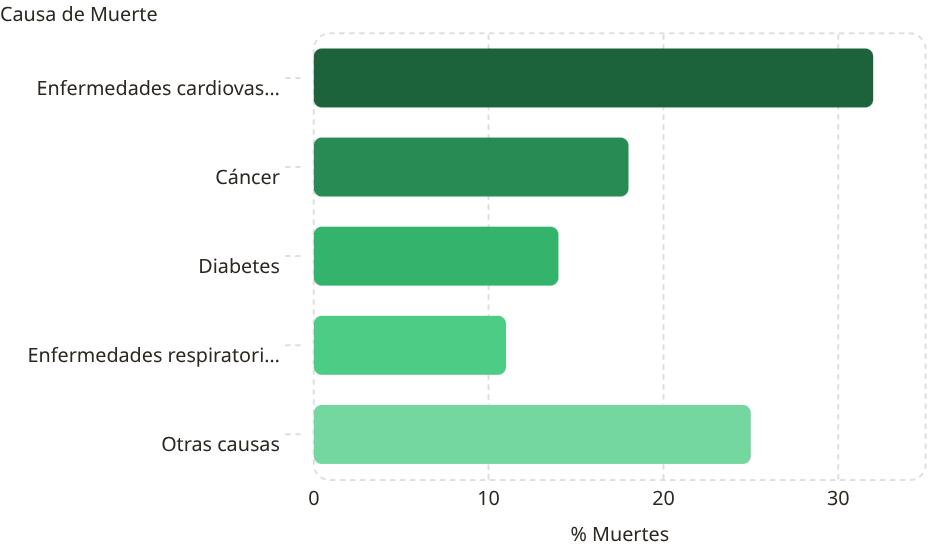 Causa de Muerte
Enfermedades cardiovas...
Cáncer
Diabetes
Enfermedades respiratori...
Otras causas
0 10 20 30
% Muertes